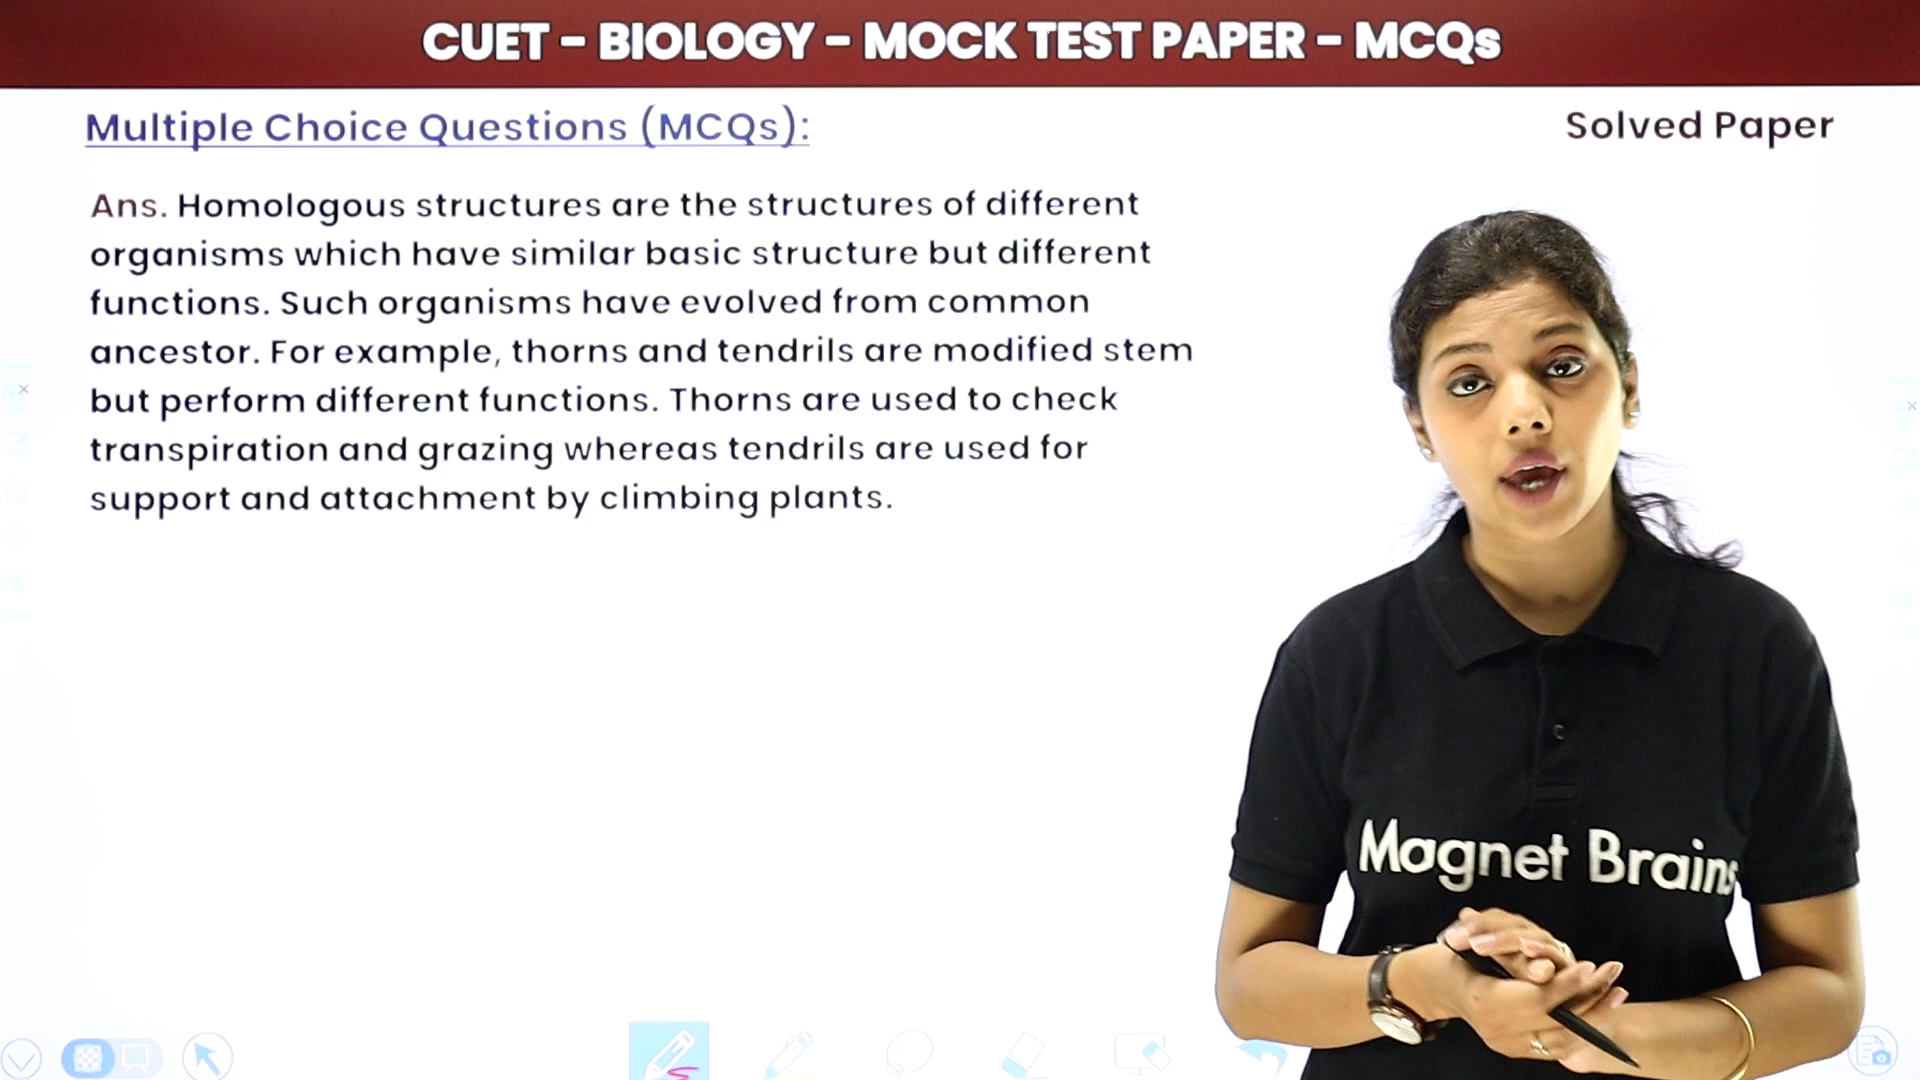 CUET - BIOLOGY - MOCK TEST PAPER - MCQs
Multiple Choice Questions (MCQs):
Solved Paper
Ans. Homologous structures are the structures of different
organisms which have similar basic structure but different
functions. Such organisms have evolved from common
ancestor. For example, thorns and tendrils are modified stem
but perform different functions. Thorns are used to check
transpiration and grazing whereas tendrils are used for
support and attachment by climbing plants.
Magnet Brains